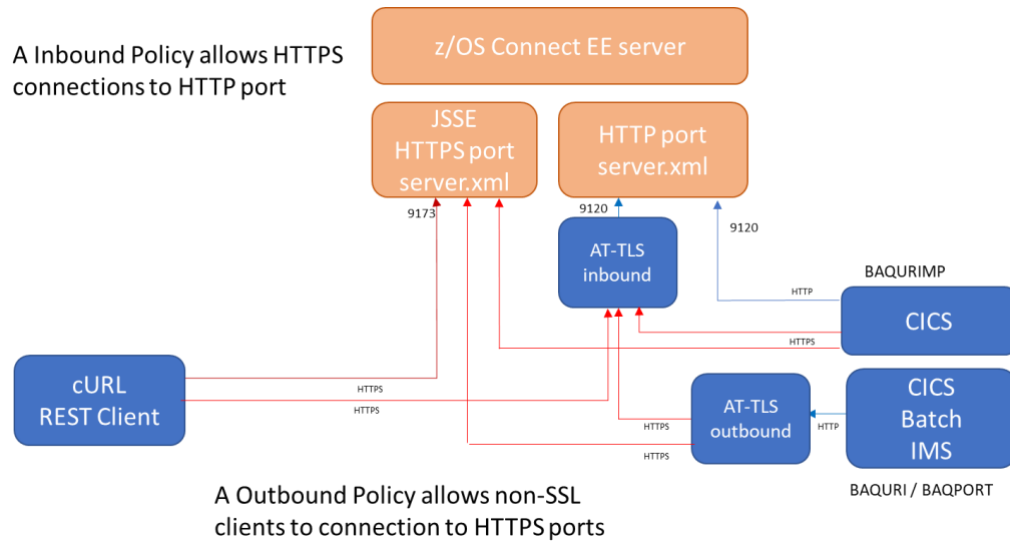 z/OS Connect EE server
A Inbound Policy allows HTTPS
connections to HTTP port
JSSE
HTTPS port
server.xml
HTTP port
server.xml
9173
9120
9120
AT-TLS
inbound
BAQURIMP
HTTP
CICS
HTTPS
cURL
REST Client
HTTPS
HTTPS
AT-TLS
outbound
HTTPS
HTTPS
HTTP
CICS
Batch
IMS
BAQURI / BAQPORT
A Outbound Policy allows non-SSL
clients to connection to HTTPS ports